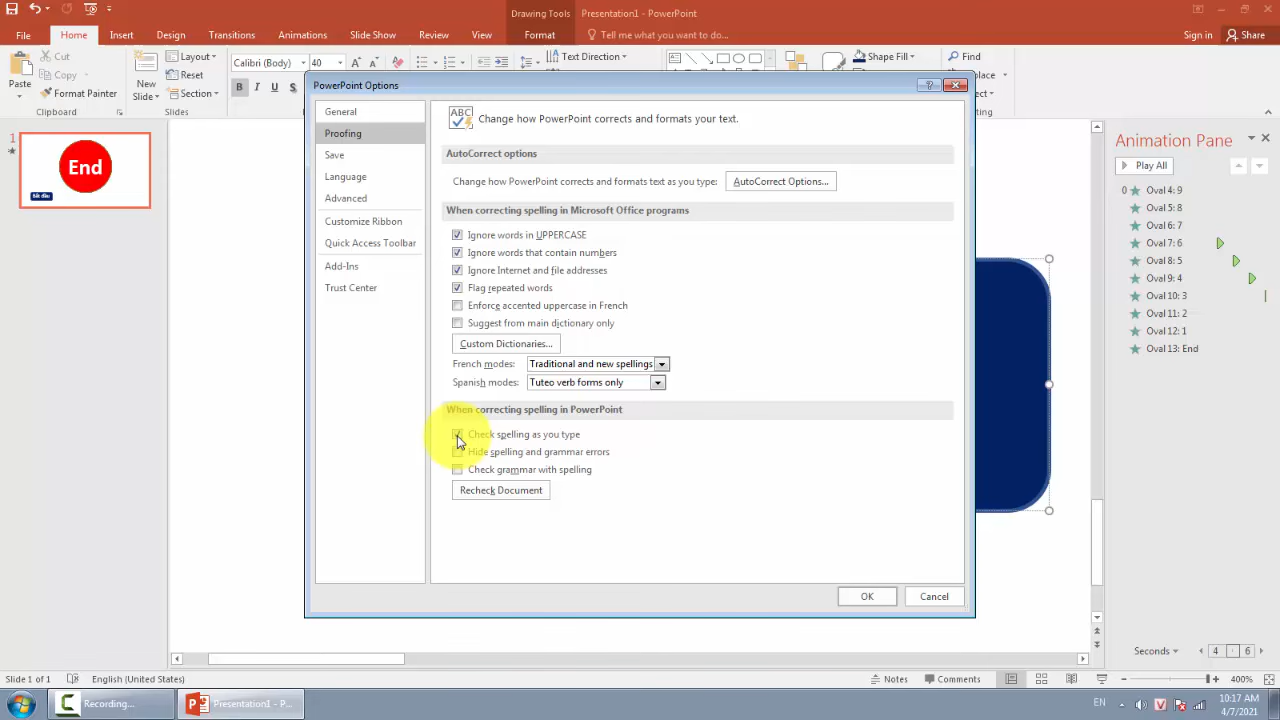 Drawing Tools Presentation1 - PowerPoint
File Home Insert Design Transitions Animations Slide Show Review View Format Tell me what you want to do... Sign in Share
Paste
Cut
Copy
Format Painter
Clipboard
New
Slide
Layout
Reset
Section
Slides
Calibri (Body) 40
B I U S
Text Direction
Shape Fill
Find
PowerPoint Options
General
Proofing
Save
Language
Advanced
Customize Ribbon
Quick Access Toolbar
Add-Ins
Trust Center
ABC
Change how PowerPoint corrects and formats your text.
AutoCorrect options
Change how PowerPoint corrects and formats text as you type: AutoCorrect Options...
When correcting spelling in Microsoft Office programs
Ignore words in UPPERCASE
Ignore words that contain numbers
Ignore Internet and file addresses
Flag repeated words
Enforce accented uppercase in French
Suggest from main dictionary only
Custom Dictionaries...
French modes: Traditional and new spellings
Spanish modes: Tuteo verb forms only
When correcting spelling in PowerPoint
Check spelling as you type
Hide spelling and grammar errors
Check grammar with spelling
Recheck Document
OK Cancel
1
End
Animation Pane
Play All
0 Oval 4: 9
Oval 5: 8
Oval 6: 7
Oval 7: 6
Oval 8: 5
Oval 9: 4
Oval 10: 3
Oval 11: 2
Oval 12: 1
Oval 13: End
Seconds 4 6
Slide 1 of 1 English (United States) Notes Comments 400%
Recording... Presentation1 - P... EN V 10:17 AM
4/7/2021